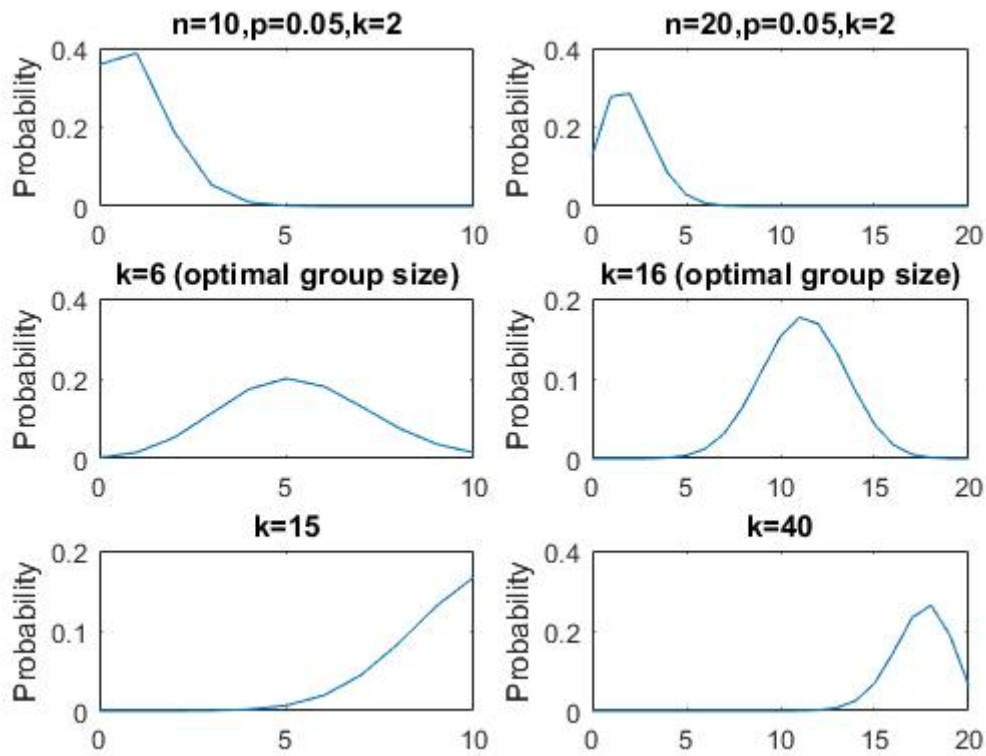 n=10,p=0.05,k=2
Probability
0.4
0.2
0
0 5 10
n=20,p=0.05,k=2
Probability
0.4
0.2
0
0 5 10 15 20
k=6 (optimal group size)
Probability
0.4
0.2
0
0 5 10
k=16 (optimal group size)
Probability
0.2
0.1
0
0 5 10 15 20
k=15
Probability
0.2
0.1
0
0 5 10
k=40
Probability
0.4
0.2
0
0 5 10 15 20